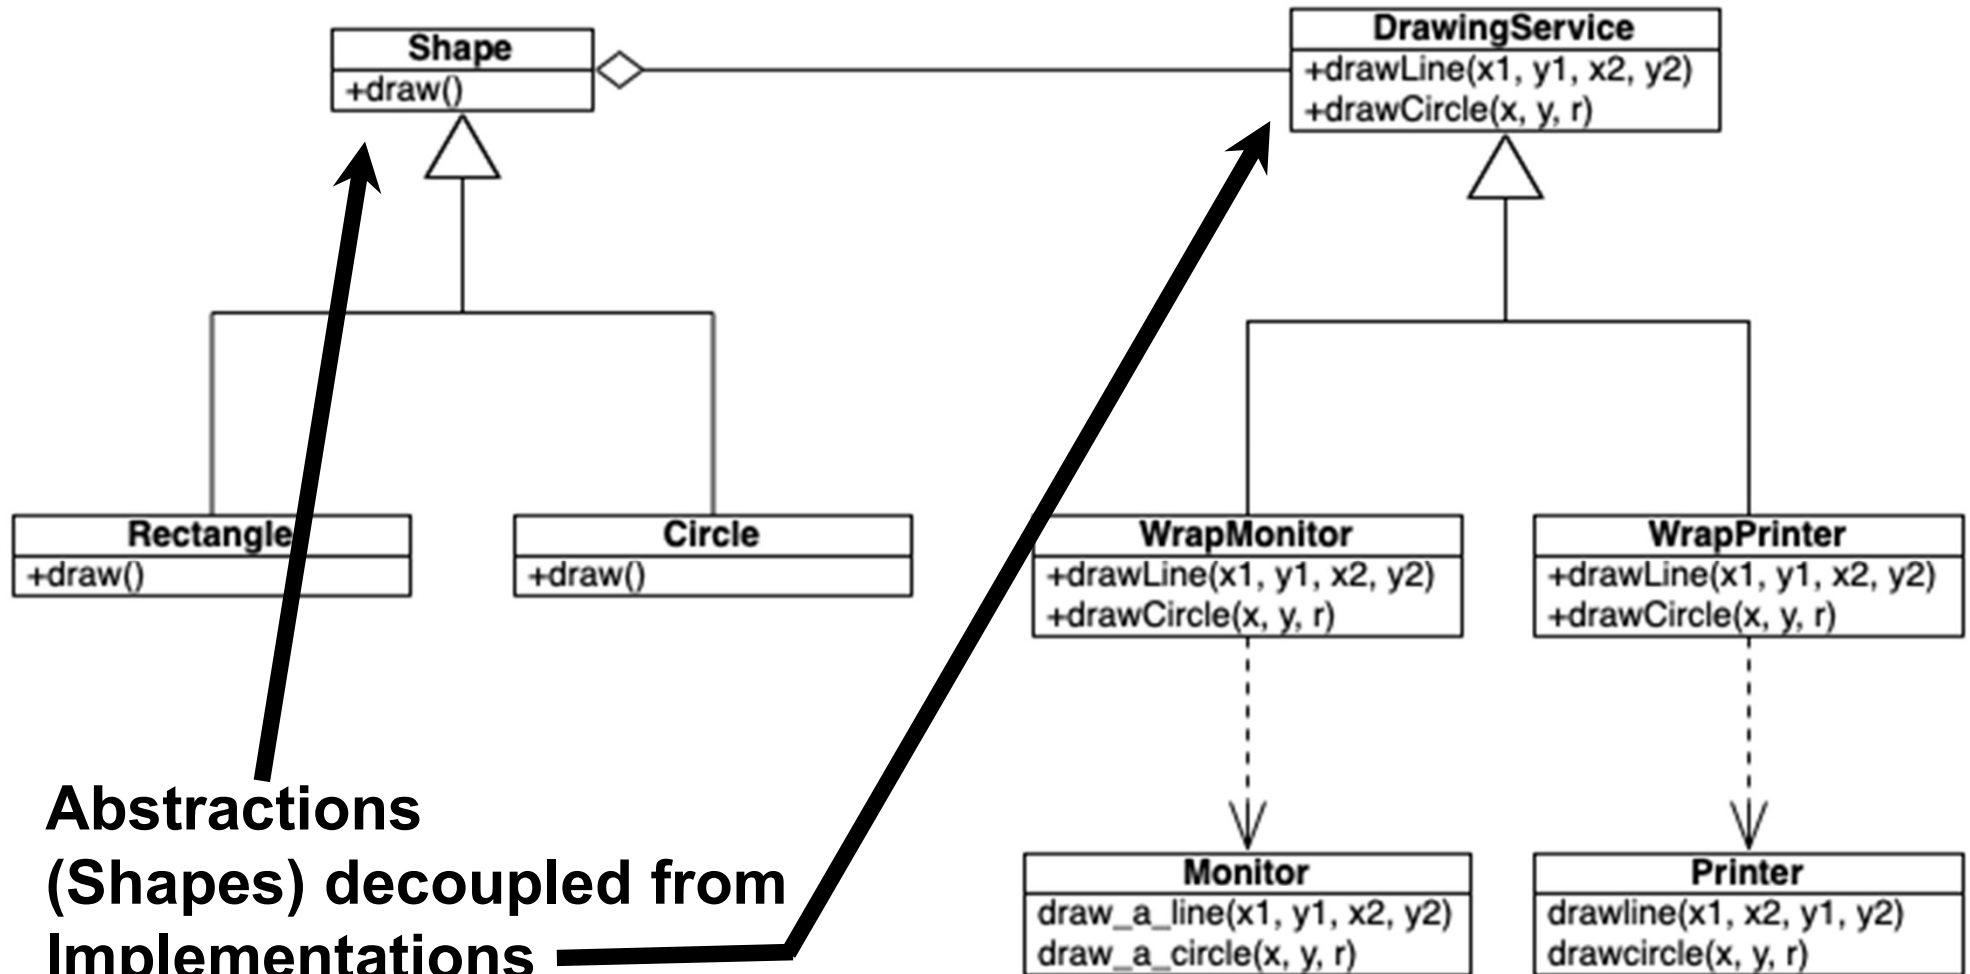 Shape
+draw()
DrawingService
+drawLine(x1, y1, x2, y2)
+drawCircle(x, y, r)
Rectangle
+draw()
Circle
+draw()
WrapMonitor
+drawLine(x1, y1, x2, y2)
+drawCircle(x, y, r)
WrapPrinter
+drawLine(x1, y1, x2, y2)
+drawCircle(x, y, r)
Abstractions
(Shapes) decoupled from
Implementations
Monitor
draw_a_line(x1, y1, x2, y2)
draw_a_circle(x, y, r)
Printer
drawline(x1, x2, y1, y2)
drawcircle(x, y, r)